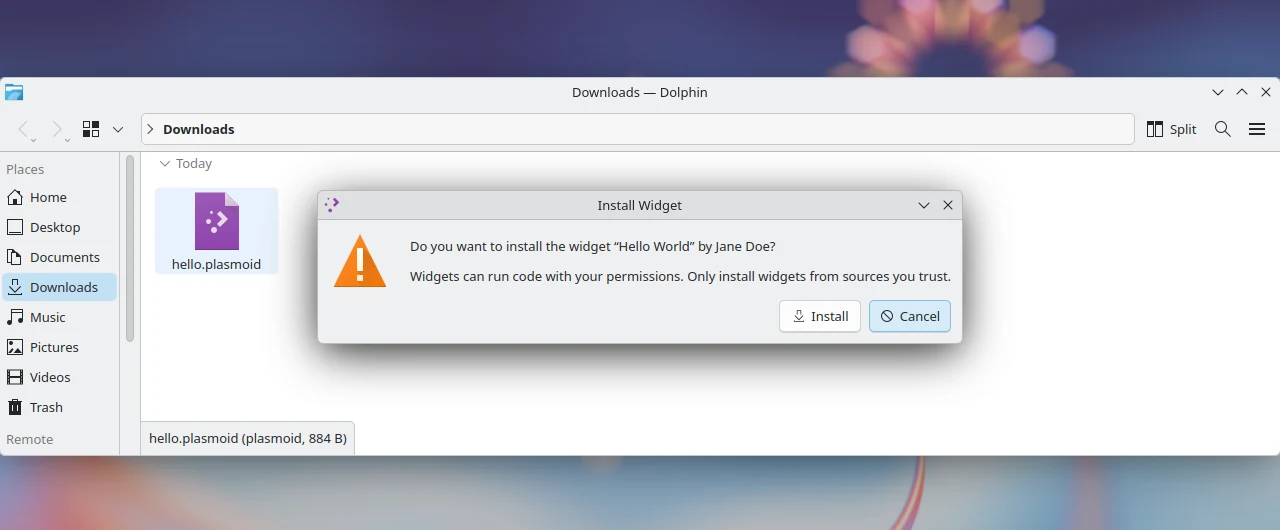 Downloads — Dolphin
Downloads
Split
Places
Home
Desktop
Documents
Downloads
Music
Pictures
Videos
Trash
Remote
Today
hello.plasmoid
Install Widget
Do you want to install the widget “Hello World” by Jane Doe?
Widgets can run code with your permissions. Only install widgets from sources you trust.
Install
Cancel
hello.plasmoid (plasmoid, 884 B)